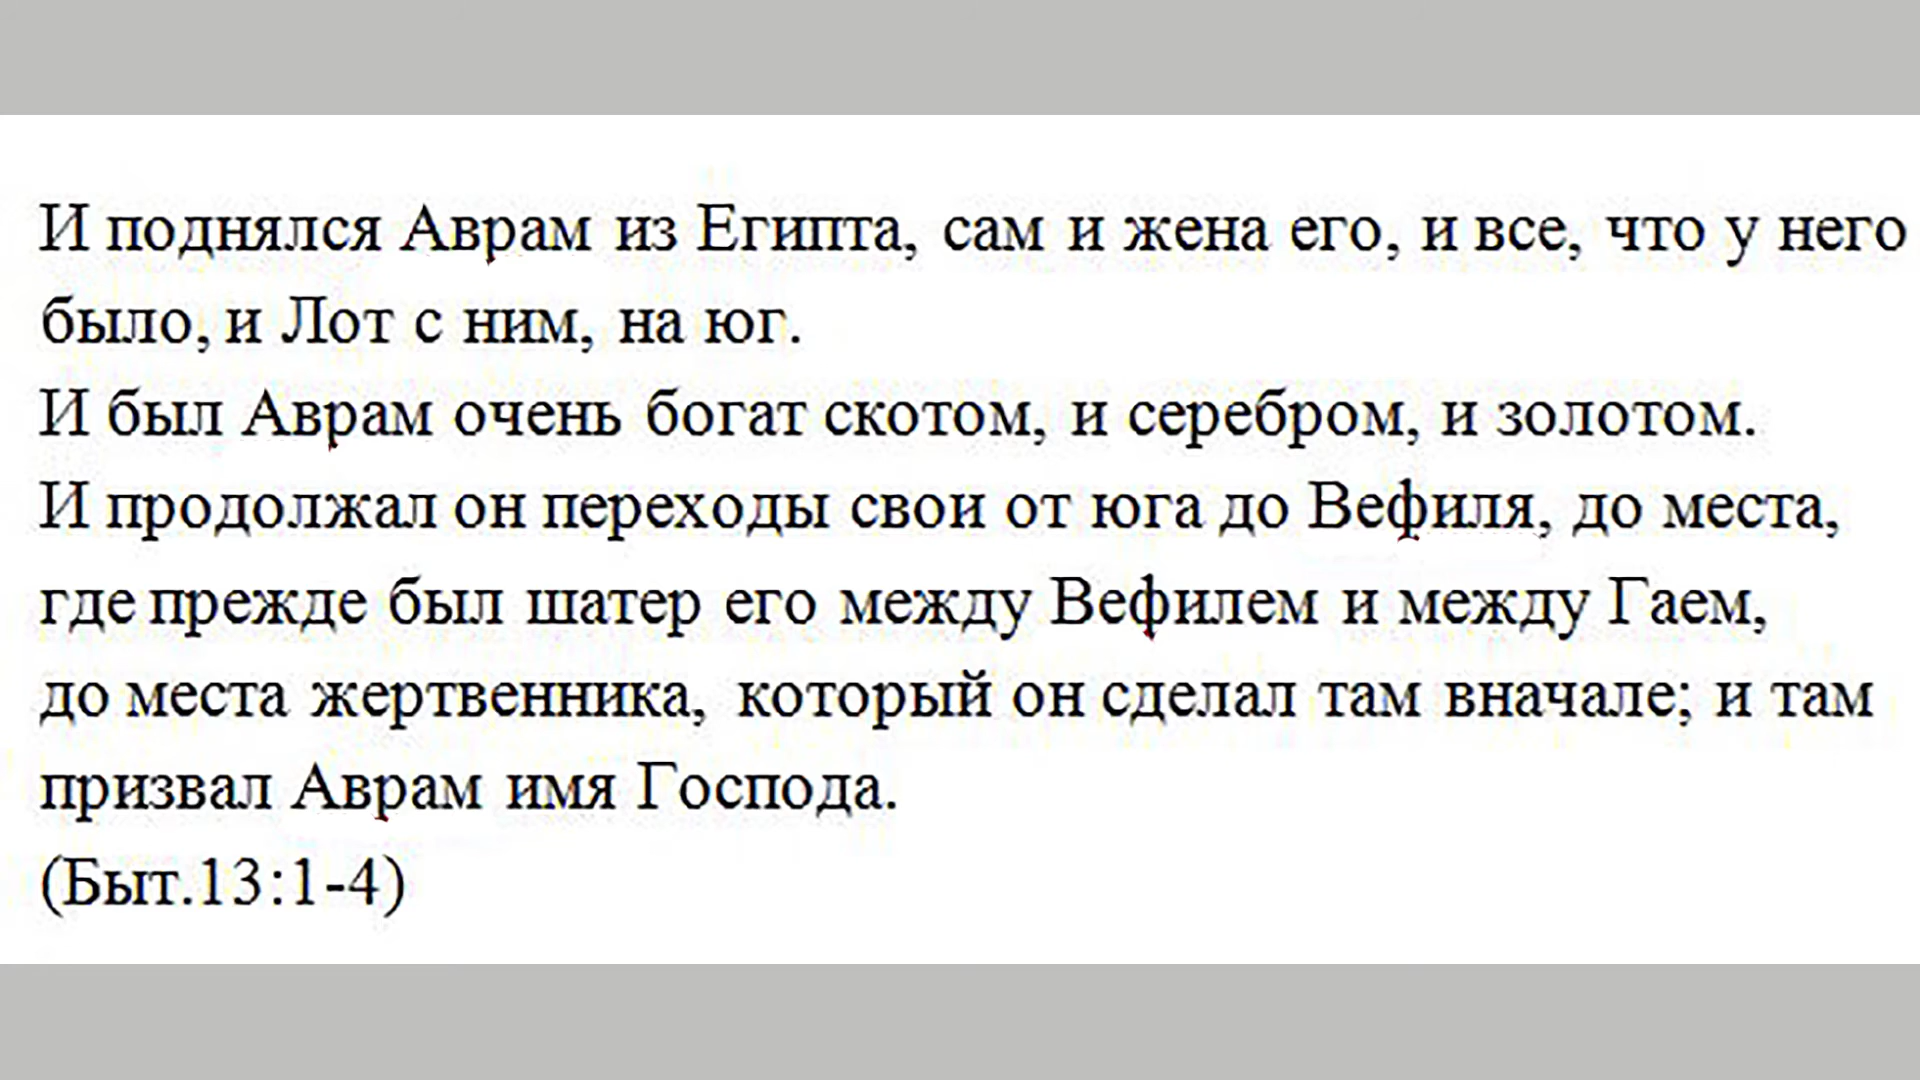 И поднялся Аврам из Египта, сам и жена его, и все, что у него
было, и Лот с ним, на юг.
И был Аврам очень богат скотом, и серебром, и золотом.
И продолжал он переходы свои от юга до Вефиля, до места,
где прежде был шатер его между Вефилем и между Гаем,
до места жертвенника, который он сделал там вначале; и там
призвал Аврам имя Господа.
(Быт.13:1-4)